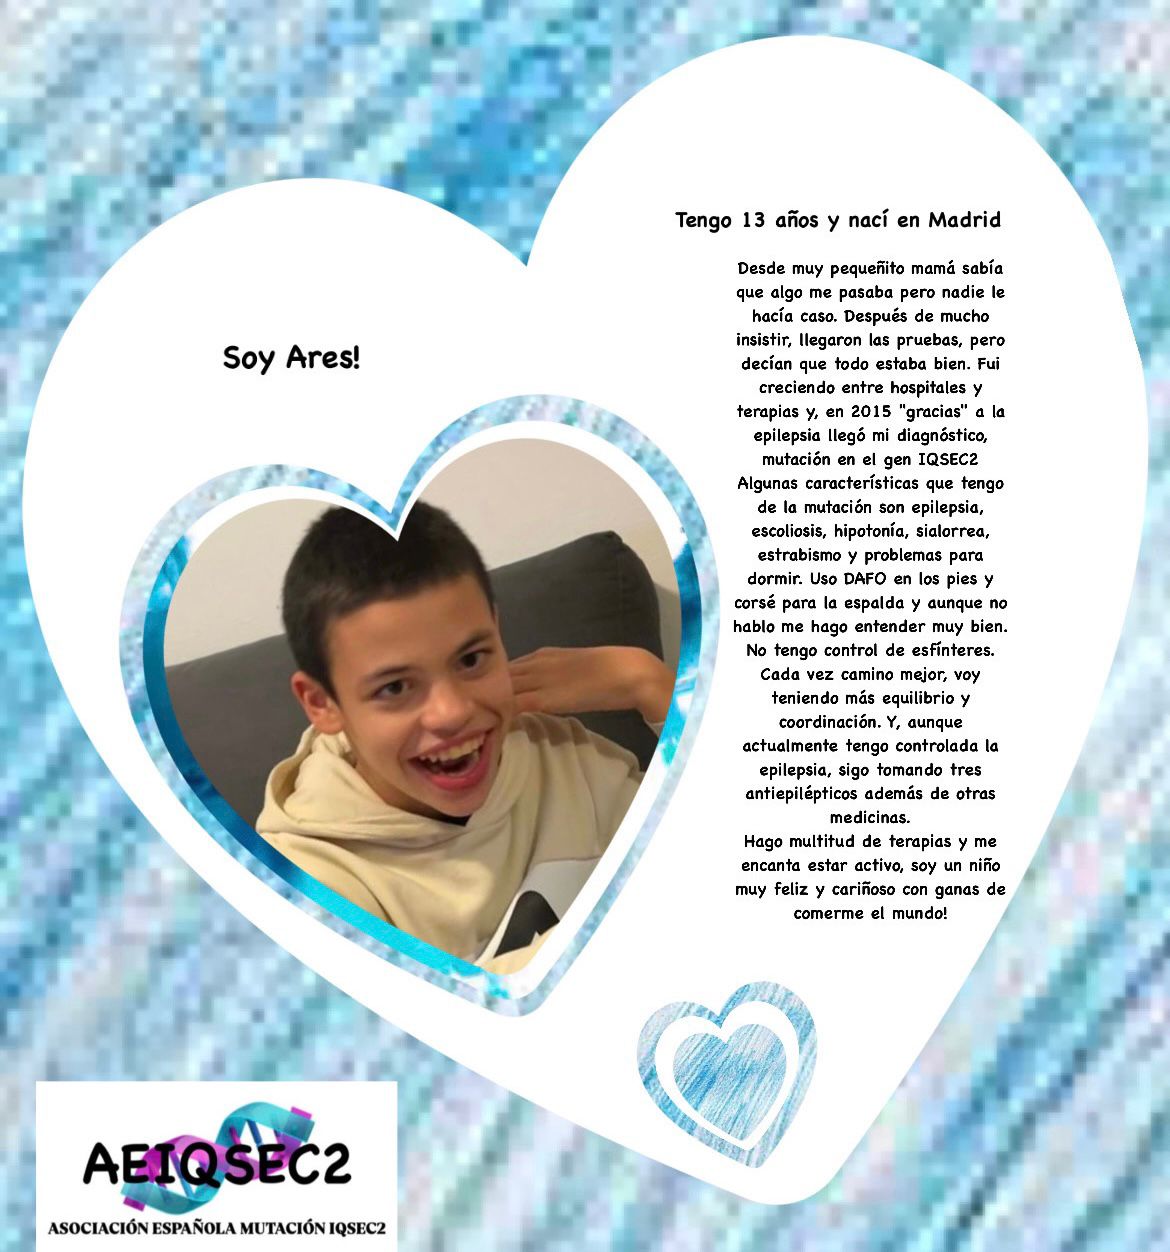 Soy Ares!
Tengo 13 años y nací en Madrid
Desde muy pequeñito mamá sabía
que algo me pasaba pero nadie le
hacía caso. Después de mucho
insistir, llegaron las pruebas, pero
decían que todo estaba bien. Fui
creciendo entre hospitales y
terapias y, en 2015 "gracias" a la
epilepsia llegó mi diagnóstico,
mutación en el gen IQSEC2
Algunas características que tengo
de la mutación son epilepsia,
escoliosis, hipotonía, sialorrea,
estrabismo y problemas para
dormir. Uso DAFO en los pies y
corsé para la espalda y aunque no
hablo me hago entender muy bien.
No tengo control de esfínteres.
Cada vez camino mejor, voy
teniendo más equilibrio y
coordinación. Y, aunque
actualmente tengo controlada la
epilepsia, sigo tomando tres
antiepilépticos además de otras
medicinas.
Hago multitud de terapias y me
encanta estar activo, soy un niño
muy feliz y cariñoso con ganas de
comerme el mundo!
AEIQSEC2
ASOCIACIÓN ESPAÑOLA MUTACIÓN IQSEC2